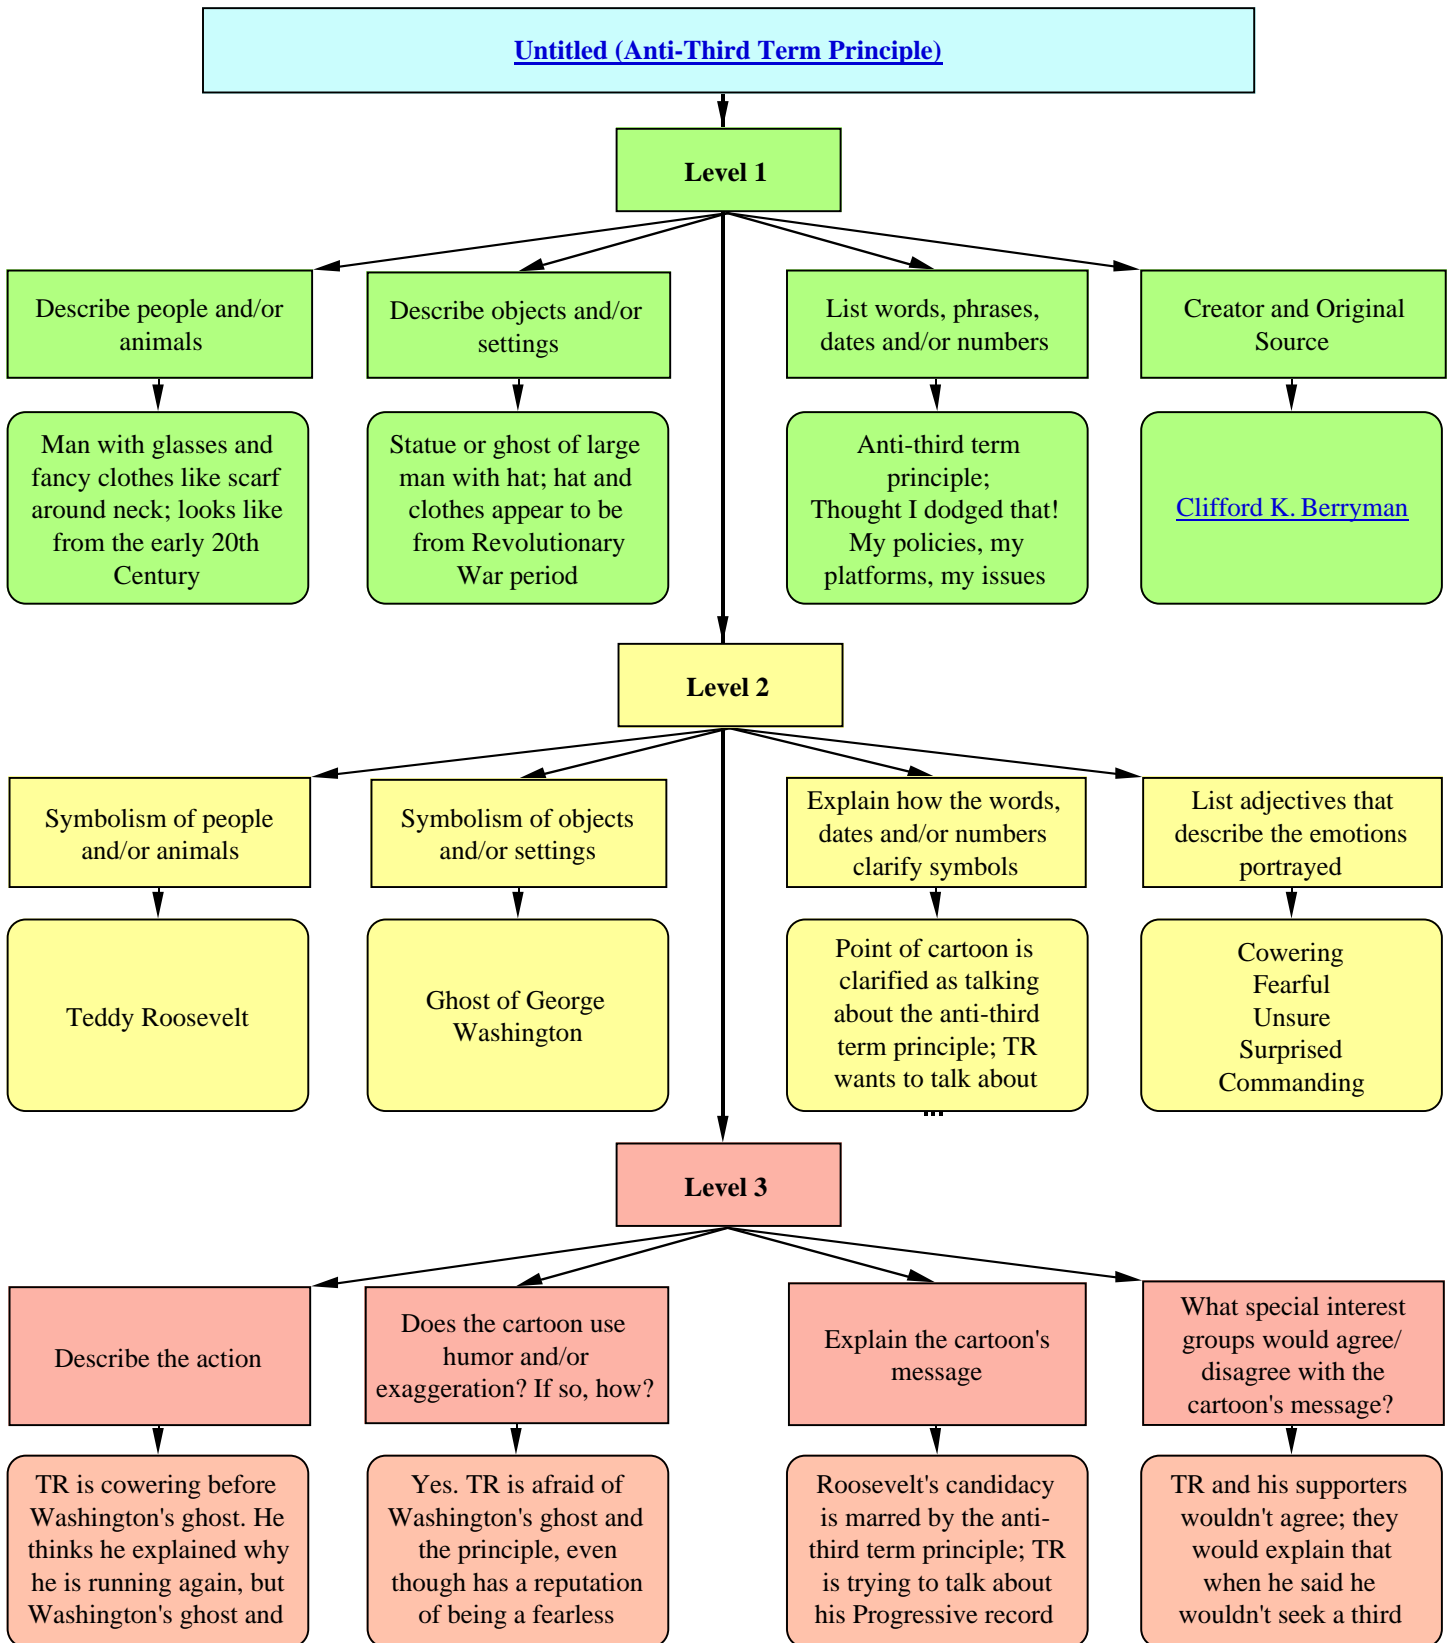 Untitled (Anti-Third Term Principle)
Level 1
Describe people and/or
animals
Describe objects and/or
settings
List words, phrases,
dates and/or numbers
Creator and Original
Source
Man with glasses and
fancy clothes like scarf
around neck; looks like
from the early 20th
Century
Statue or ghost of large
man with hat; hat and
clothes appear to be
from Revolutionary
War period
Anti-third term
principle;
Thought I dodged that!
My policies, my
platforms, my issues
Clifford K. Berryman
Level 2
Symbolism of people
and/or animals
Symbolism of objects
and/or settings
Explain how the words,
dates and/or numbers
clarify symbols
List adjectives that
describe the emotions
portrayed
Teddy Roosevelt
Ghost of George
Washington
Point of cartoon is
clarified as talking
about the anti-third
term principle; TR
wants to talk about
Cowering
Fearful
Unsure
Surprised
Commanding
Level 3
Describe the action
Does the cartoon use
humor and/or
exaggeration? If so, how?
Explain the cartoon's
message
What special interest
groups would agree/
disagree with the
cartoon's message?
TR is cowering before
Washington's ghost. He
thinks he explained why
he is running again, but
Washington's ghost and
Yes. TR is afraid of
Washington's ghost and
the principle, even
though has a reputation
of being a fearless
Roosevelt's candidacy
is marred by the anti-
third term principle; TR
is trying to talk about
his Progressive record
TR and his supporters
wouldn't agree; they
would explain that
when he said he
wouldn't seek a third